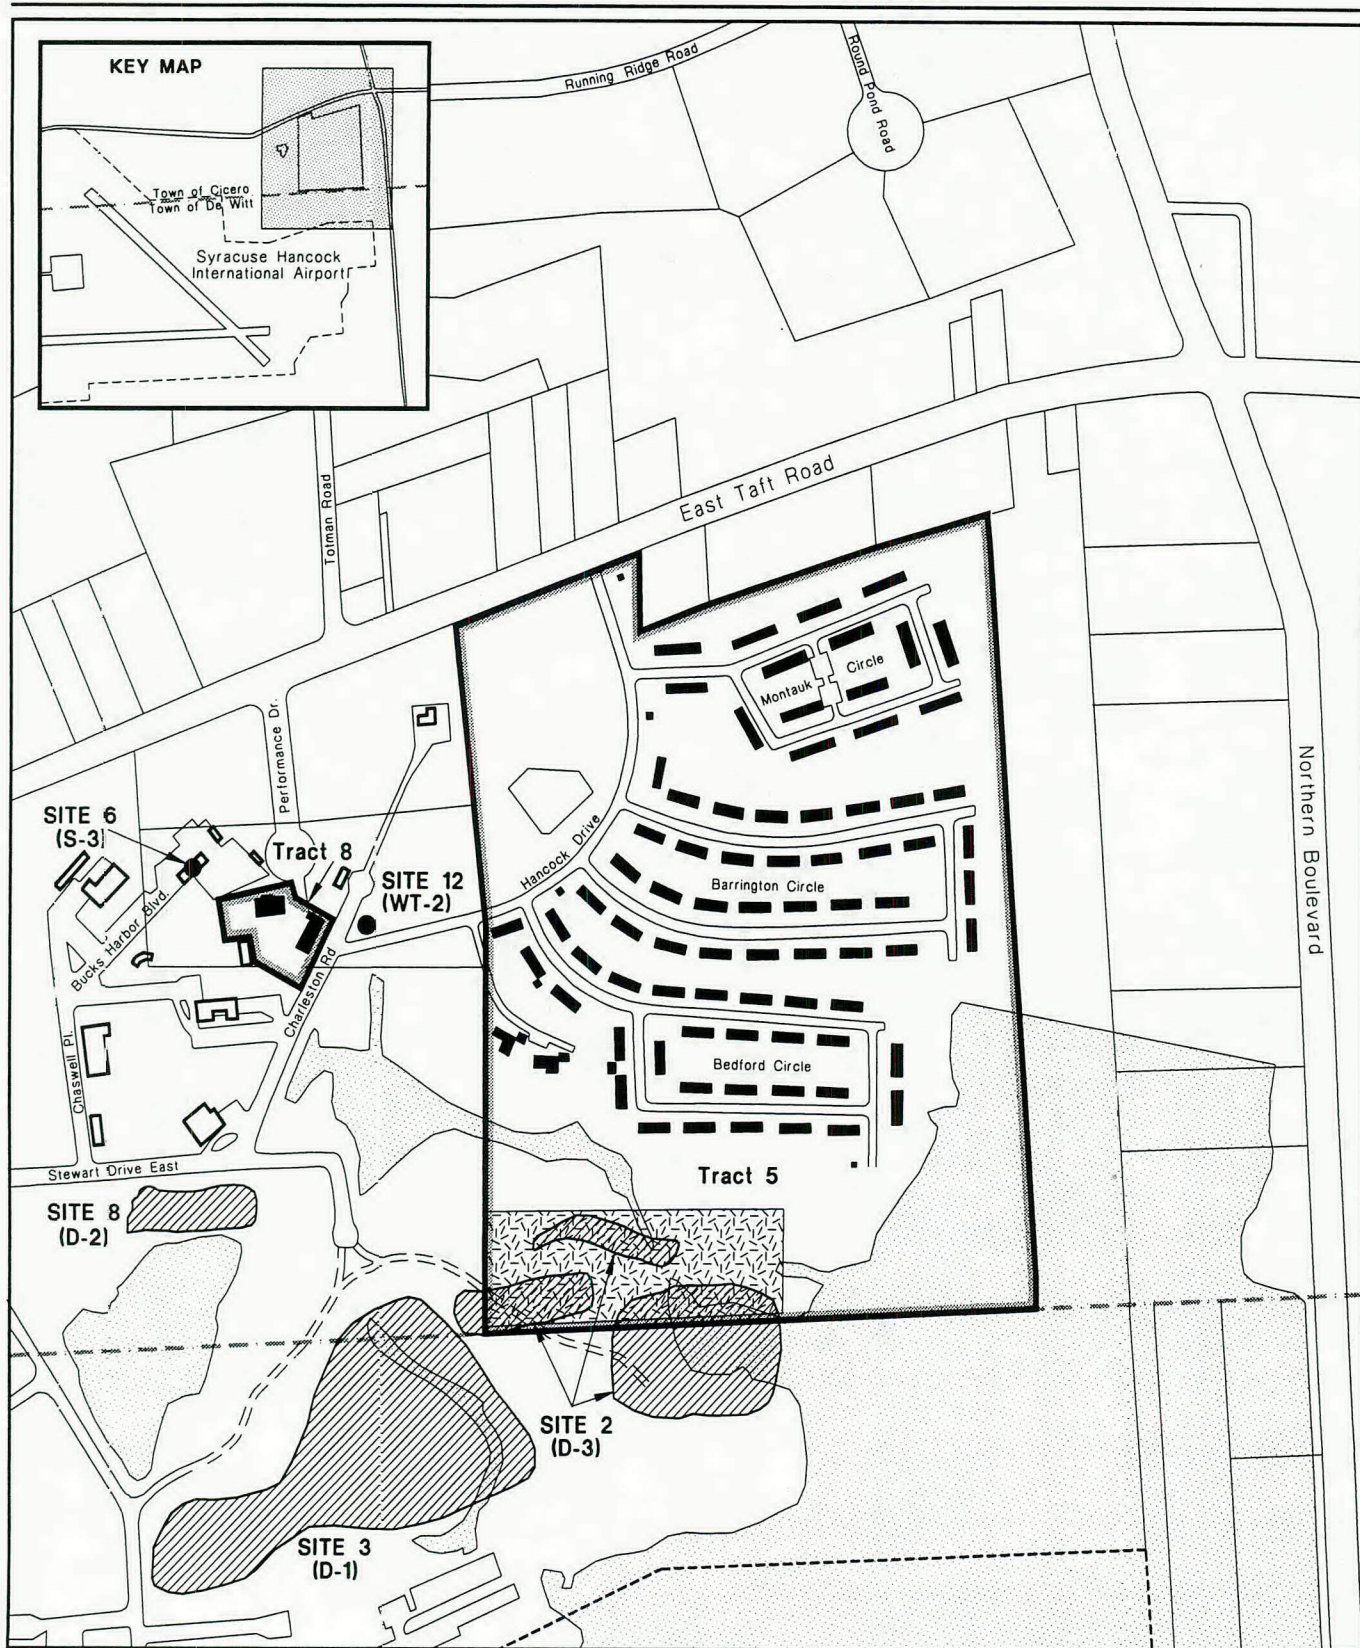 KEY MAP
Town of Cicero
Town of De Witt
Syracuse Hancock
International Airport
Running Ridge Road
Round Pond Road
Totman Road
East Taft Road
Performance Dr.
Montauk
Circle
Northern Boulevard
SITE 6
(S-3)
Tract 8
SITE 12
(WT-2)
Hancock Drive
Barrington Circle
Bucks Harbor Blvd.
Charleston Rd
Chaswell Pl.
Bedford Circle
Stewart Drive East
Tract 5
SITE 8
(D-2)
SITE 2
(D-3)
SITE 3
(D-1)